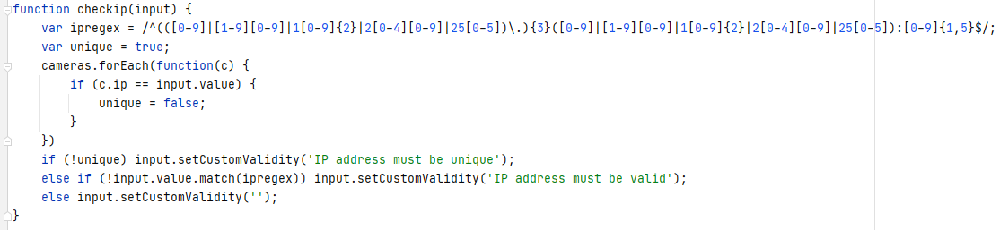 function checkip(input) {
    var ipregex = /^(([0-9]|[1-9][0-9]|1[0-9]{2}|2[0-4][0-9]|25[0-5])\.){3}([0-9]|[1-9][0-9]|1[0-9]{2}|2[0-4][0-9]|25[0-5]):[0-9]{1,5}$/;
    var unique = true;
    cameras.forEach(function(c) {
        if (c.ip == input.value) {
            unique = false;
        }
    })
    if (!unique) input.setCustomValidity('IP address must be unique');
    else if (!input.value.match(ipregex)) input.setCustomValidity('IP address must be valid');
    else input.setCustomValidity('');
}